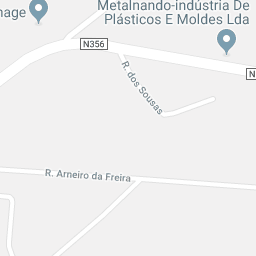 Metalnando-indústria De
Plásticos E Moldes Lda
N356
R. dos Sousas
R. Arneiro da Freira